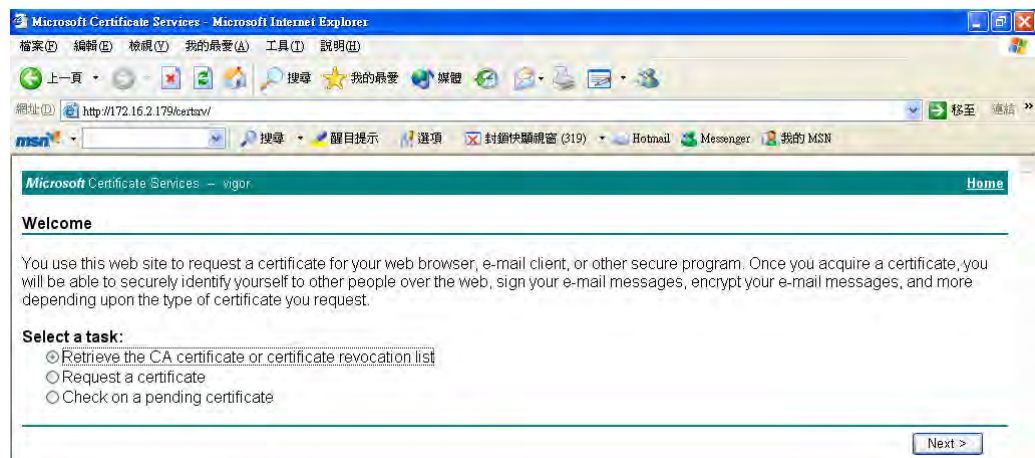 Microsoft Certificate Services - Microsoft Internet Explorer
檔案(F) 編輯(E) 檢視(V) 我的最愛(A) 工具(T) 說明(H)
上一頁 搜尋 我的最愛 媒體
網址(D) http://172.16.2.179/certsrv/ 移至 連結 »
msn 搜尋 醒目提示 選項 封鎖快顯視窗 (319) Hotmail Messenger 我的 MSN
Microsoft Certificate Services -- vigor Home
Welcome
You use this web site to request a certificate for your web browser, e-mail client, or other secure program. Once you acquire a certificate, you
will be able to securely identify yourself to other people over the web, sign your e-mail messages, encrypt your e-mail messages, and more
depending upon the type of certificate you request.
Select a task:
Retrieve the CA certificate or certificate revocation list
Request a certificate
Check on a pending certificate
Next >